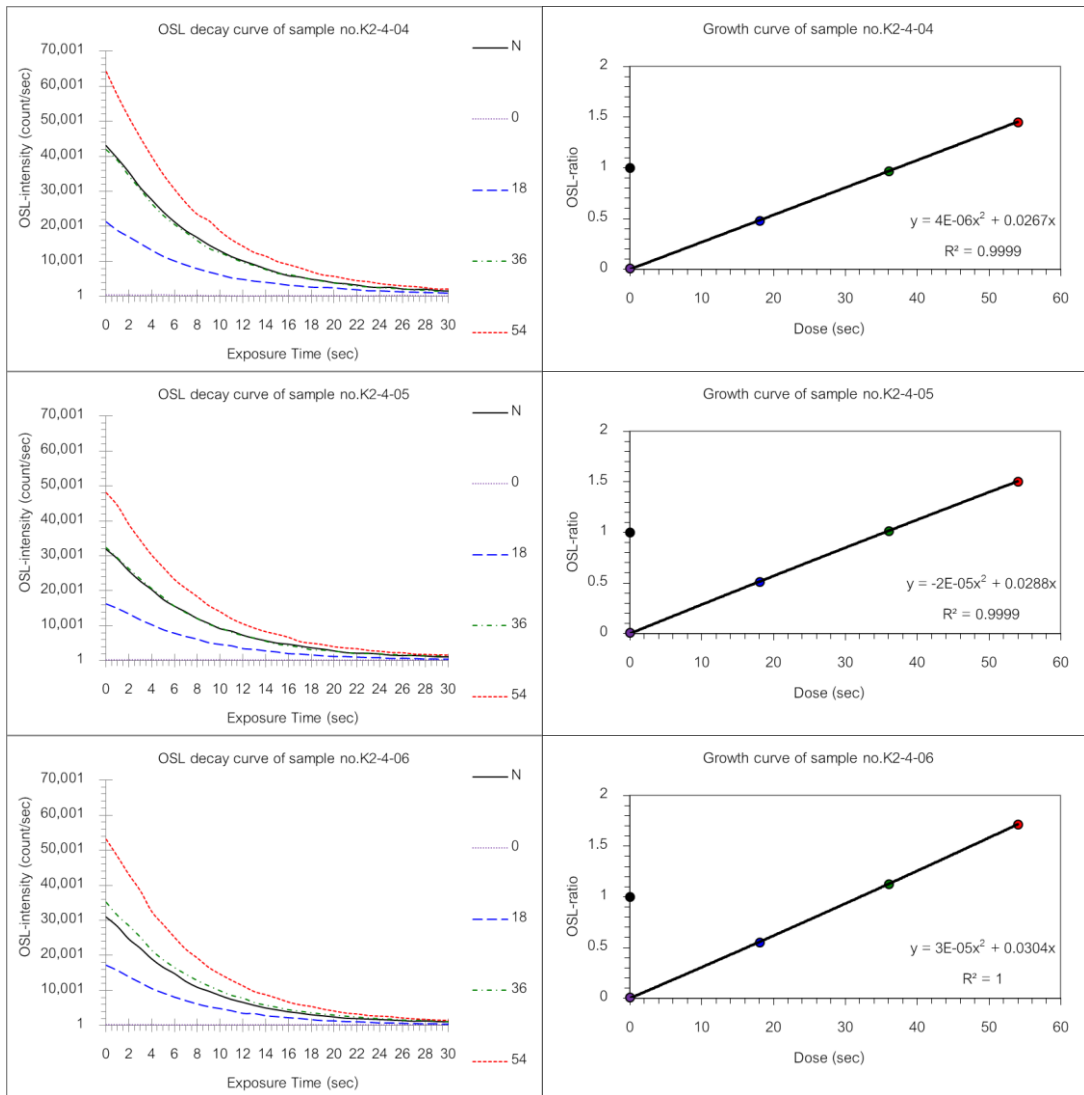 OSL decay curve of sample no.K2-4-04
OSL-intensity (count/sec)
70,001
60,001
50,001
40,001
30,001
20,001
10,001
1
0 2 4 6 8 10 12 14 16 18 20 22 24 26 28 30
Exposure Time (sec)
N
0
18
36
54
Growth curve of sample no.K2-4-04
OSL-ratio
2
1.5
1
0.5
0
0 10 20 30 40 50 60
Dose (sec)
y = 4E-06x² + 0.0267x
R² = 0.9999
OSL decay curve of sample no.K2-4-05
OSL-intensity (count/sec)
70,001
60,001
50,001
40,001
30,001
20,001
10,001
1
0 2 4 6 8 10 12 14 16 18 20 22 24 26 28 30
Exposure Time (sec)
N
0
18
36
54
Growth curve of sample no.K2-4-05
OSL-ratio
2
1.5
1
0.5
0
0 10 20 30 40 50 60
Dose (sec)
y = -2E-05x² + 0.0288x
R² = 0.9999
OSL decay curve of sample no.K2-4-06
OSL-intensity (count/sec)
70,001
60,001
50,001
40,001
30,001
20,001
10,001
1
0 2 4 6 8 10 12 14 16 18 20 22 24 26 28 30
Exposure Time (sec)
N
0
18
36
54
Growth curve of sample no.K2-4-06
OSL-ratio
2
1.5
1
0.5
0
0 10 20 30 40 50 60
Dose (sec)
y = 3E-05x² + 0.0304x
R² = 1